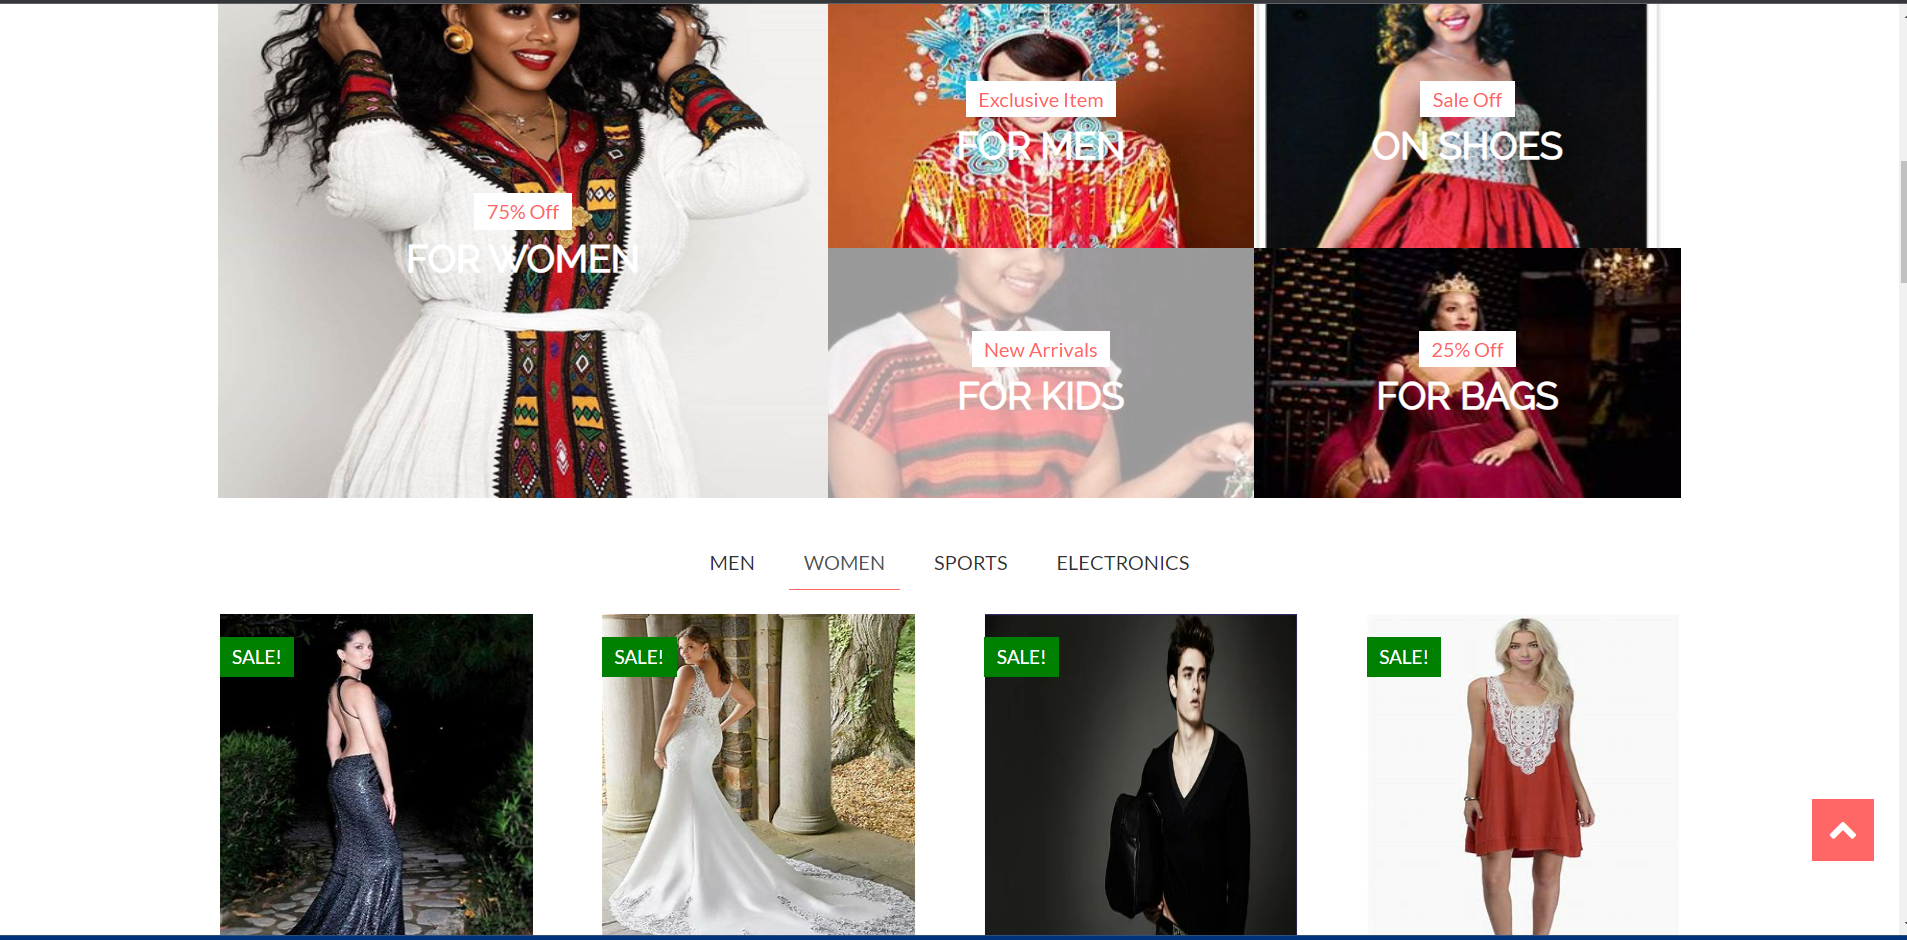 75% Off
FOR WOMEN
Exclusive Item
FOR MEN
Sale Off
ON SHOES
New Arrivals
FOR KIDS
25% Off
FOR BAGS
MEN WOMEN SPORTS ELECTRONICS
SALE! SALE! SALE! SALE!